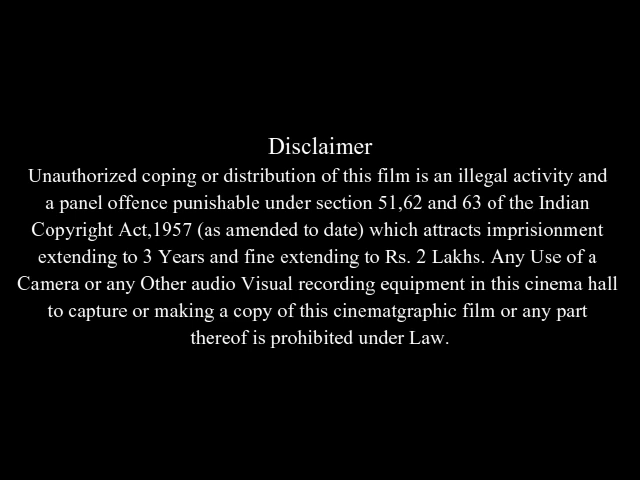 Disclaimer
Unauthorized coping or distribution of this film is an illegal activity and
a panel offence punishable under section 51,62 and 63 of the Indian
Copyright Act,1957 (as amended to date) which attracts imprisionment
extending to 3 Years and fine extending to Rs. 2 Lakhs. Any Use of a
Camera or any Other audio Visual recording equipment in this cinema hall
to capture or making a copy of this cinematgraphic film or any part
thereof is prohibited under Law.